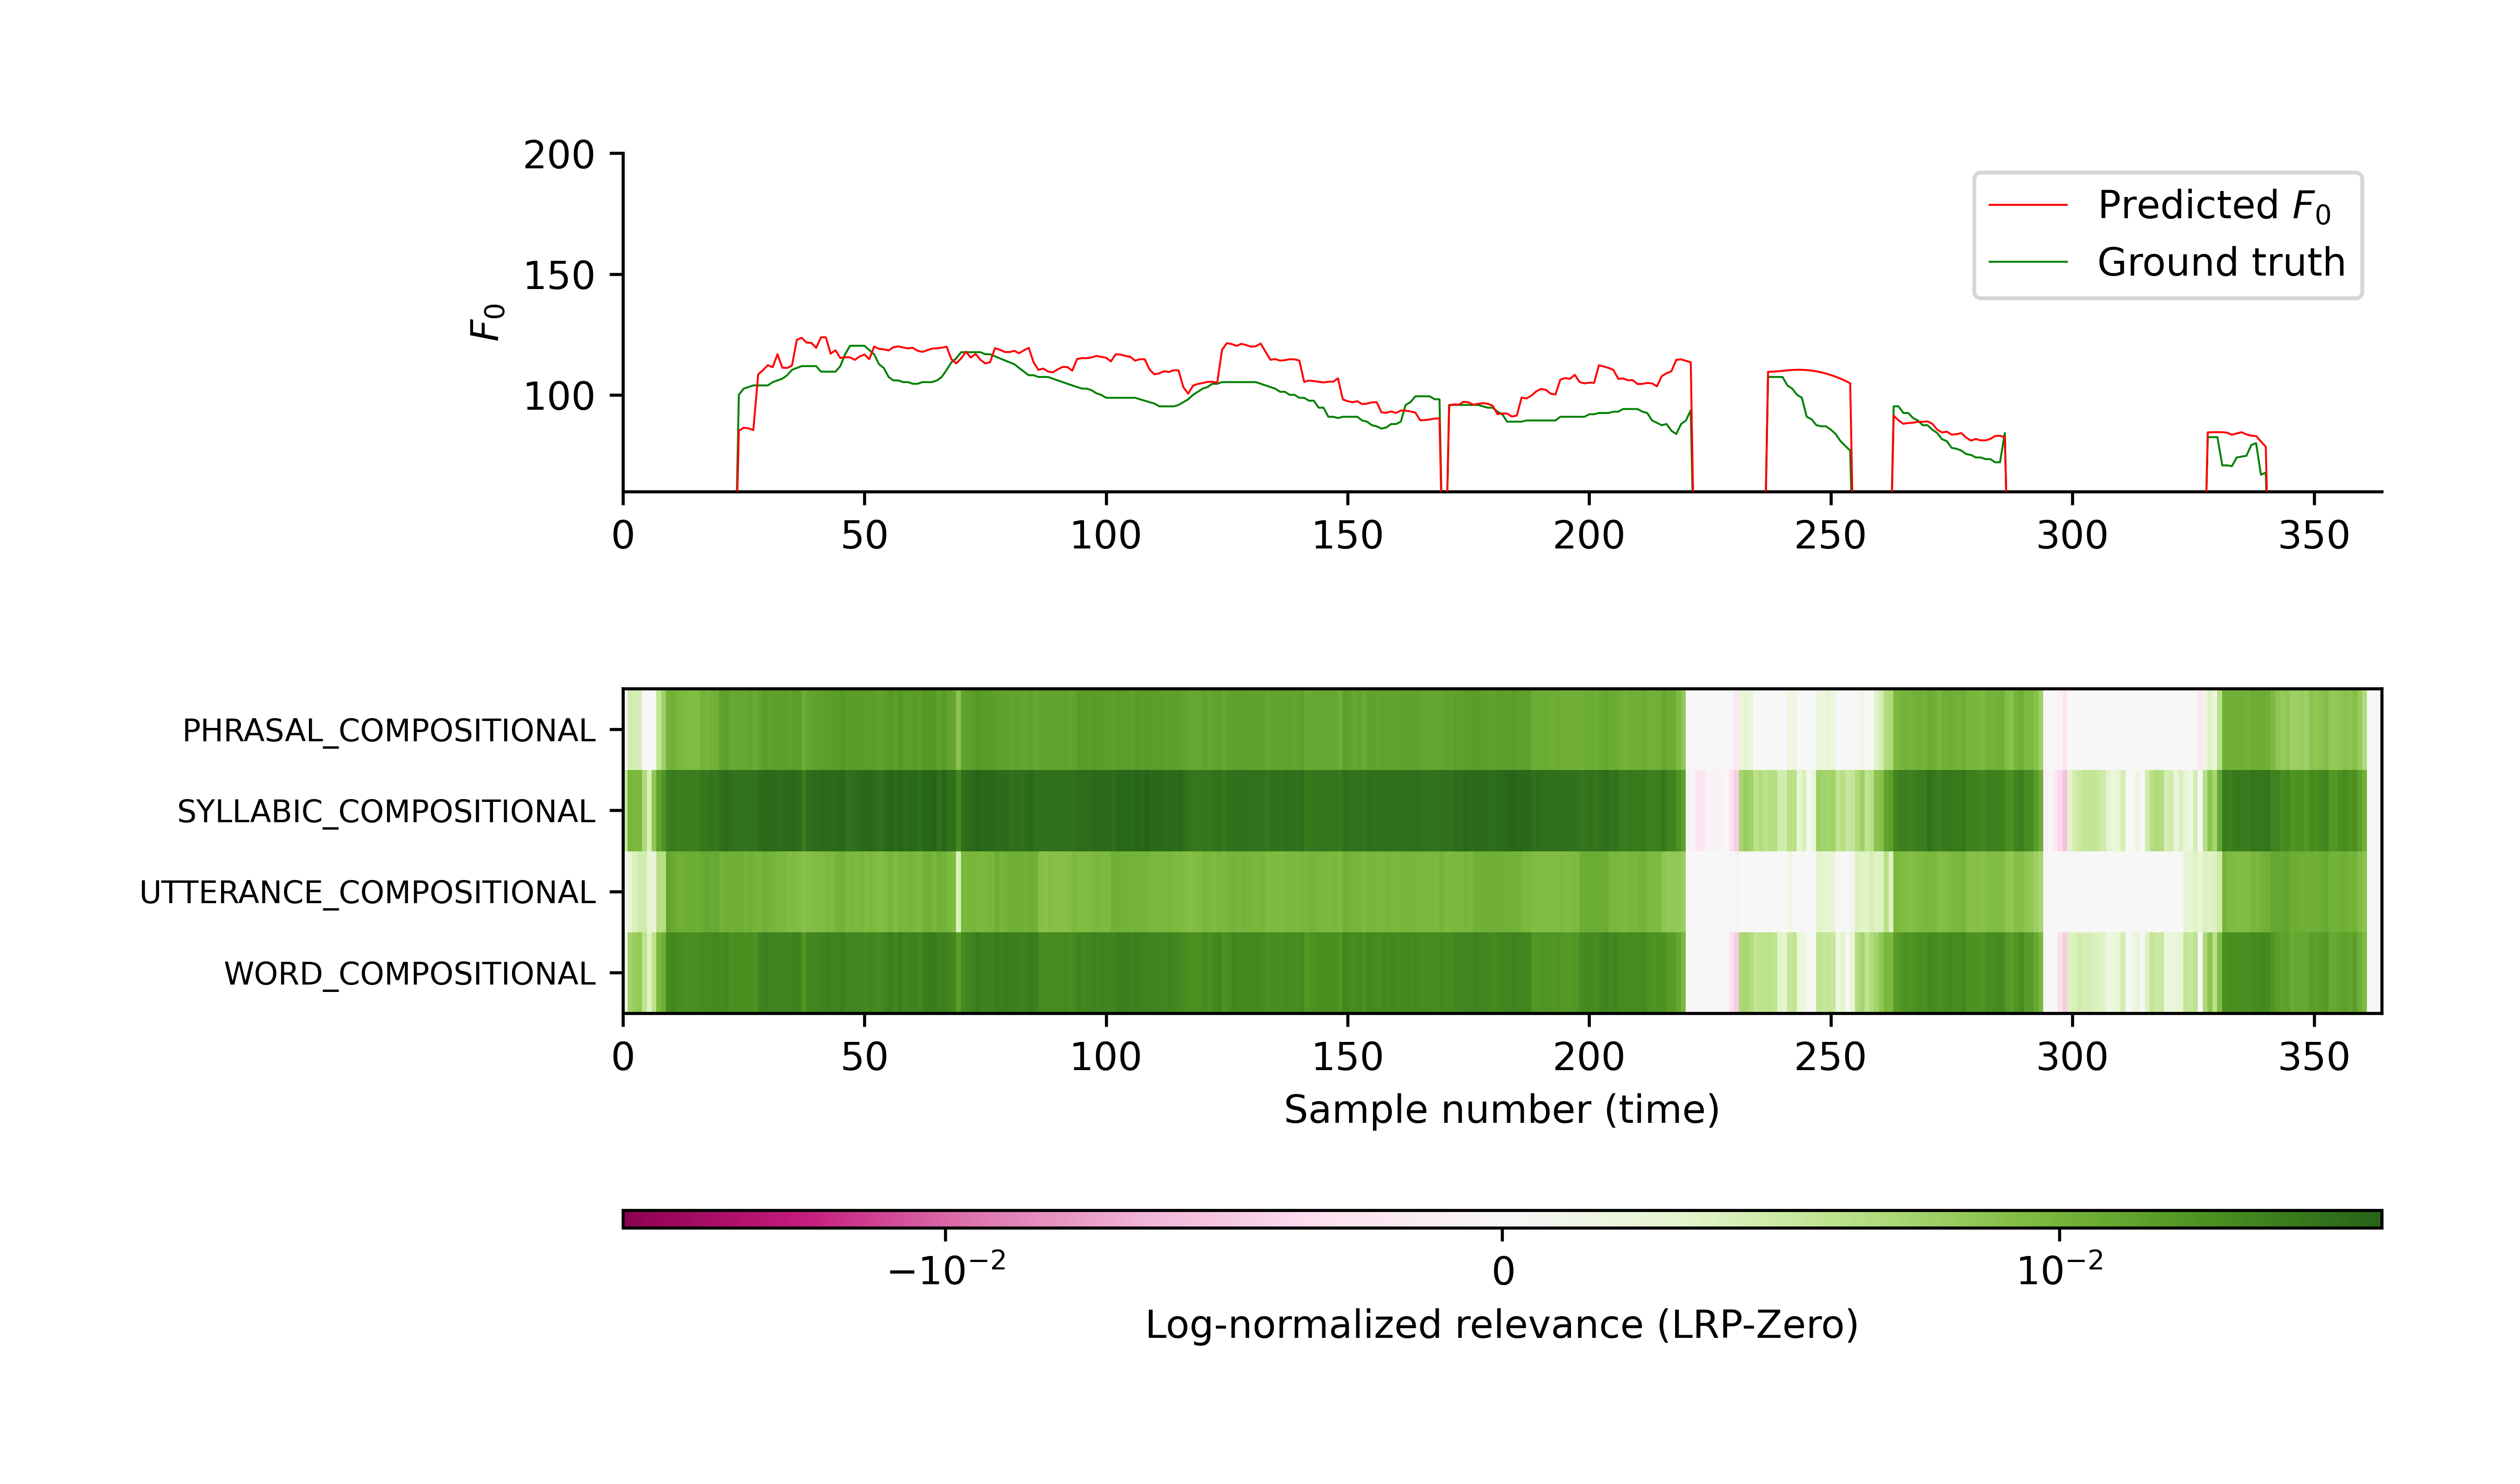 200
150
100
F₀
Predicted F₀
Ground truth
0 50 100 150 200 250 300 350
PHRASAL_COMPOSITIONAL
SYLLABIC_COMPOSITIONAL
UTTERANCE_COMPOSITIONAL
WORD_COMPOSITIONAL
0 50 100 150 200 250 300 350
Sample number (time)
−10⁻² 0 10⁻²
Log-normalized relevance (LRP-Zero)